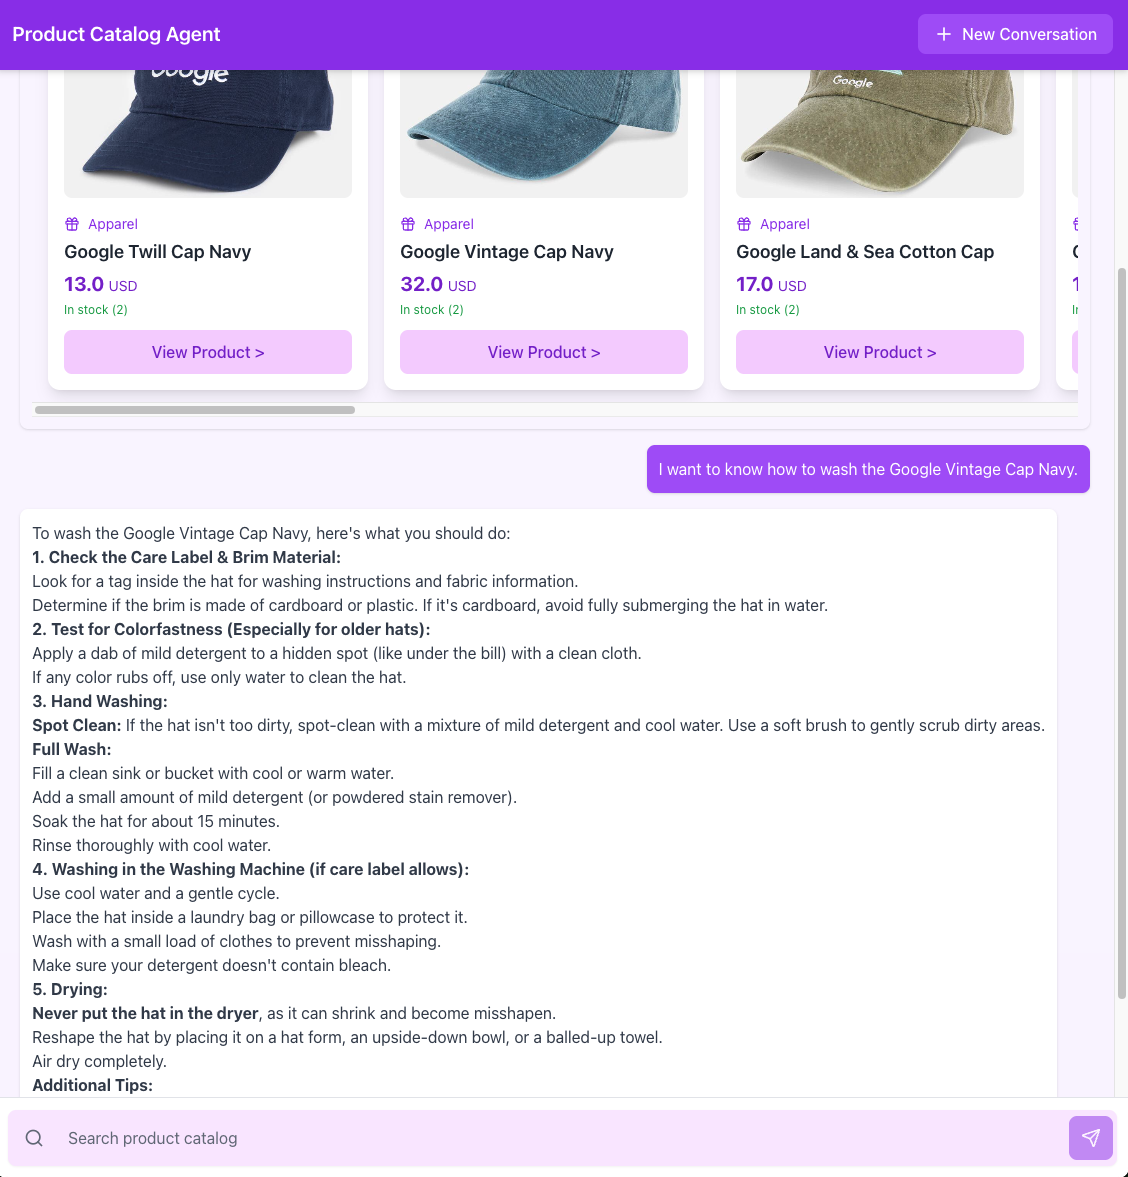 Product Catalog Agent
New Conversation
Google
Google
Apparel
Google Twill Cap Navy
13.0 USD
In stock (2)
View Product >
Apparel
Google Vintage Cap Navy
32.0 USD
In stock (2)
View Product >
Apparel
Google Land & Sea Cotton Cap
17.0 USD
In stock (2)
View Product >
I want to know how to wash the Google Vintage Cap Navy.
To wash the Google Vintage Cap Navy, here's what you should do:
1. Check the Care Label & Brim Material:
Look for a tag inside the hat for washing instructions and fabric information.
Determine if the brim is made of cardboard or plastic. If it's cardboard, avoid fully submerging the hat in water.
2. Test for Colorfastness (Especially for older hats):
Apply a dab of mild detergent to a hidden spot (like under the bill) with a clean cloth.
If any color rubs off, use only water to clean the hat.
3. Hand Washing:
Spot Clean: If the hat isn't too dirty, spot-clean with a mixture of mild detergent and cool water. Use a soft brush to gently scrub dirty areas.
Full Wash:
Fill a clean sink or bucket with cool or warm water.
Add a small amount of mild detergent (or powdered stain remover).
Soak the hat for about 15 minutes.
Rinse thoroughly with cool water.
4. Washing in the Washing Machine (if care label allows):
Use cool water and a gentle cycle.
Place the hat inside a laundry bag or pillowcase to protect it.
Wash with a small load of clothes to prevent misshaping.
Make sure your detergent doesn't contain bleach.
5. Drying:
Never put the hat in the dryer, as it can shrink and become misshapen.
Reshape the hat by placing it on a hat form, an upside-down bowl, or a balled-up towel.
Air dry completely.
Additional Tips:
Search product catalog